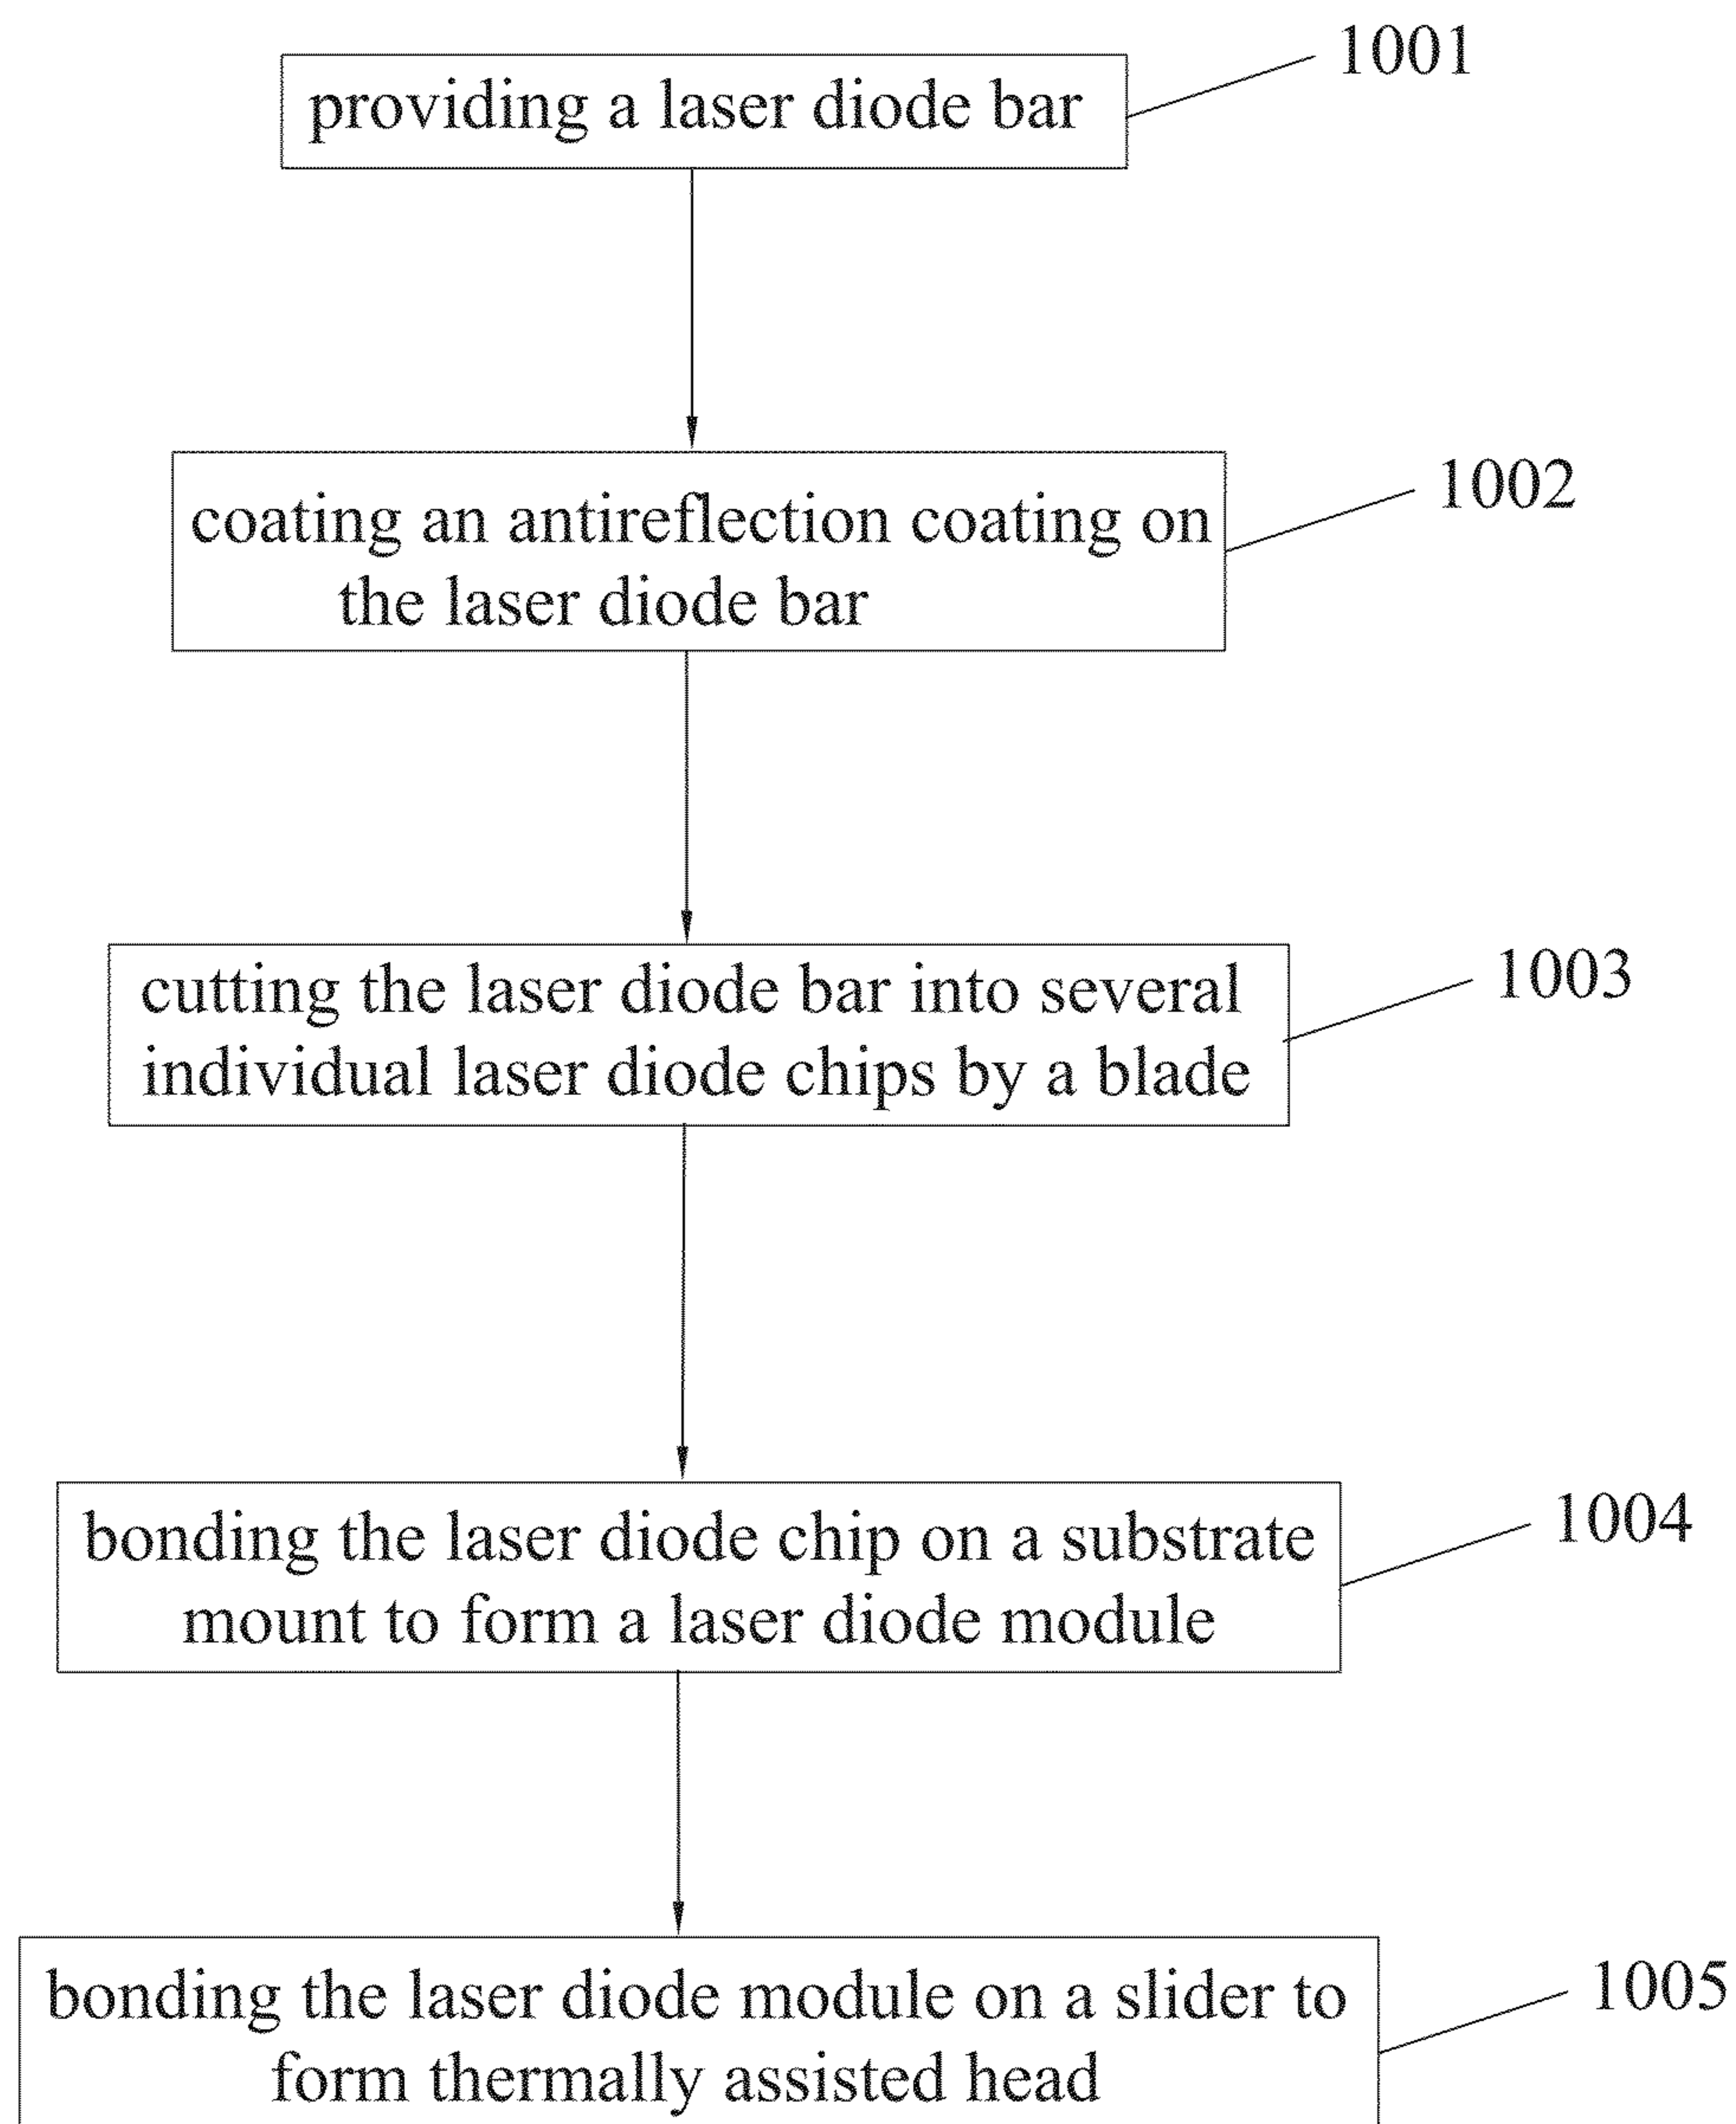 providing a laser diode bar
1001
coating an antireflection coating on
the laser diode bar
1002
cutting the laser diode bar into several
individual laser diode chips by a blade
1003
bonding the laser diode chip on a substrate
mount to form a laser diode module
1004
bonding the laser diode module on a slider to
form thermally assisted head
1005